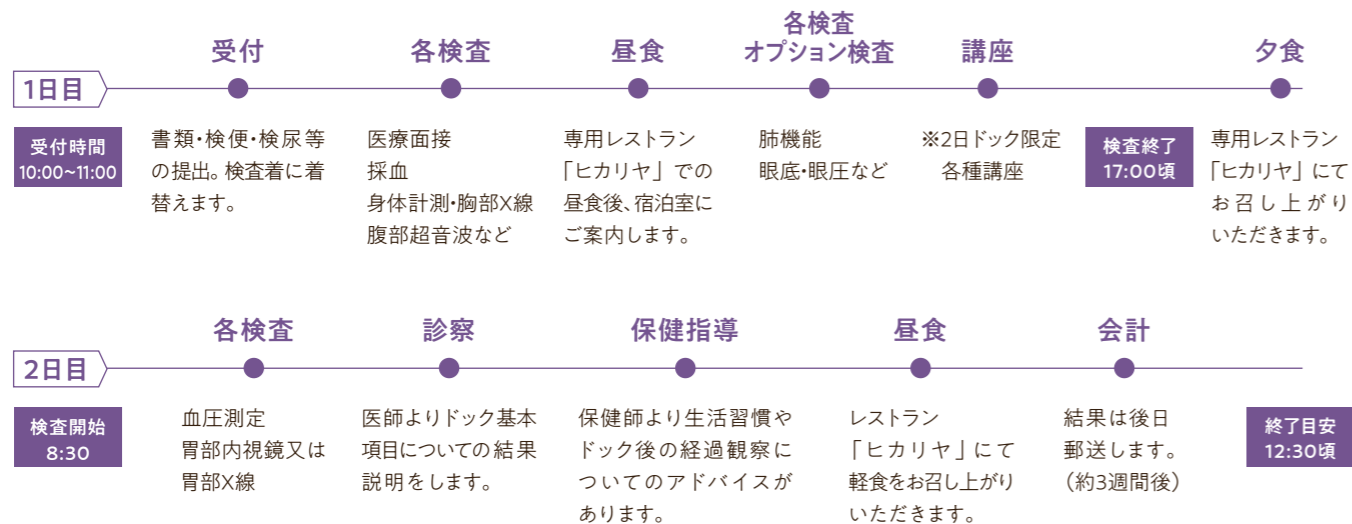 1日目
受付時間
10:00~11:00
受付
書類・検便・検尿等
の提出。検査着に着
替えます。
各検査
医療面接
採血
身体計測・胸部X線
腹部超音波など
昼食
専用レストラン
「ヒカリヤ」での
昼食後、宿泊室に
ご案内します。
各検査
オプション検査
肺機能
眼底・眼圧など
講座
※2日ドック限定
各種講座
検査終了
17:00頃
夕食
専用レストラン
「ヒカリヤ」にて
お召し上がり
いただきます。
2日目
検査開始
8:30
各検査
血圧測定
胃部内視鏡又は
胃部X線
診察
医師よりドック基本
項目についての結果
説明をします。
保健指導
保健師より生活習慣や
ドック後の経過観察に
ついてのアドバイスが
あります。
昼食
レストラン
「ヒカリヤ」にて
軽食をお召し上がり
いただきます。
会計
結果は後日
郵送します。
（約3週間後）
終了目安
12:30頃